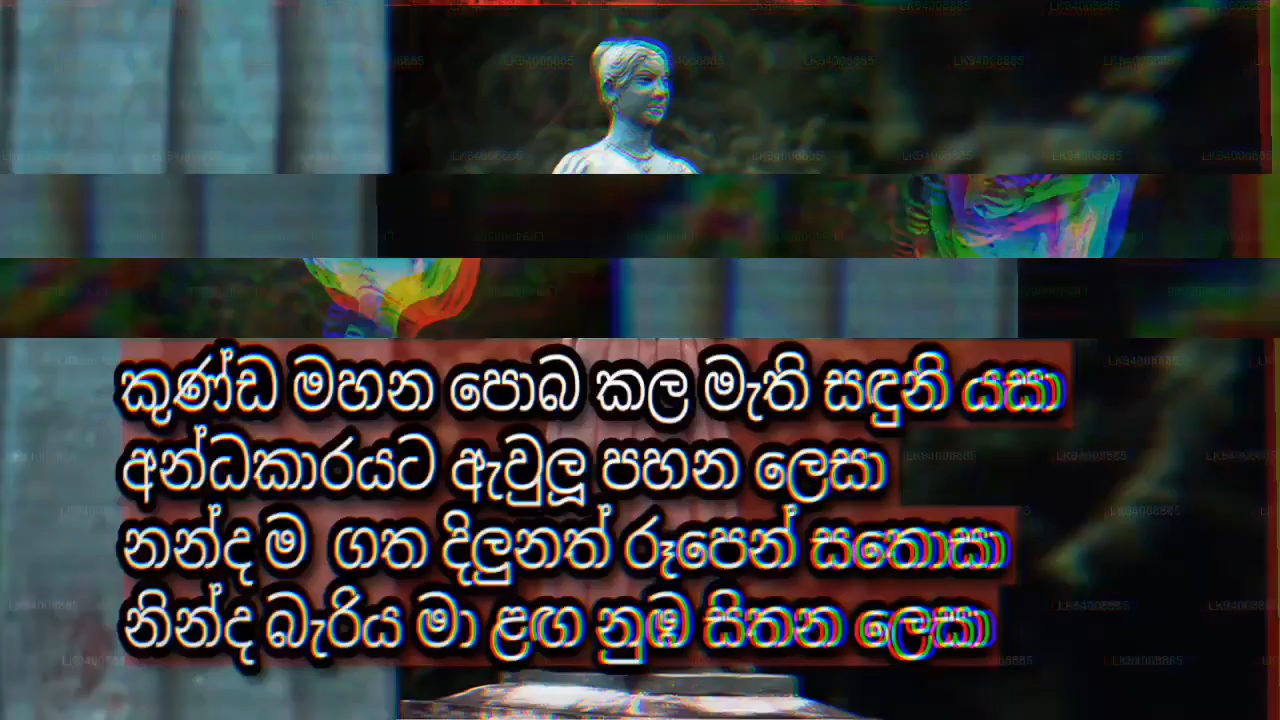 කුණ්ඩ මහන පොබ කල මැති සඳුනි යසා
අන්ධකාරයට ඇවුලූ පහන ලෙසා
නන්ද ම ගත දිලුනත් රූපෙන් සතොසා
නින්ද බැරිය මා ළඟ නුඹ සිතන ලෙසා